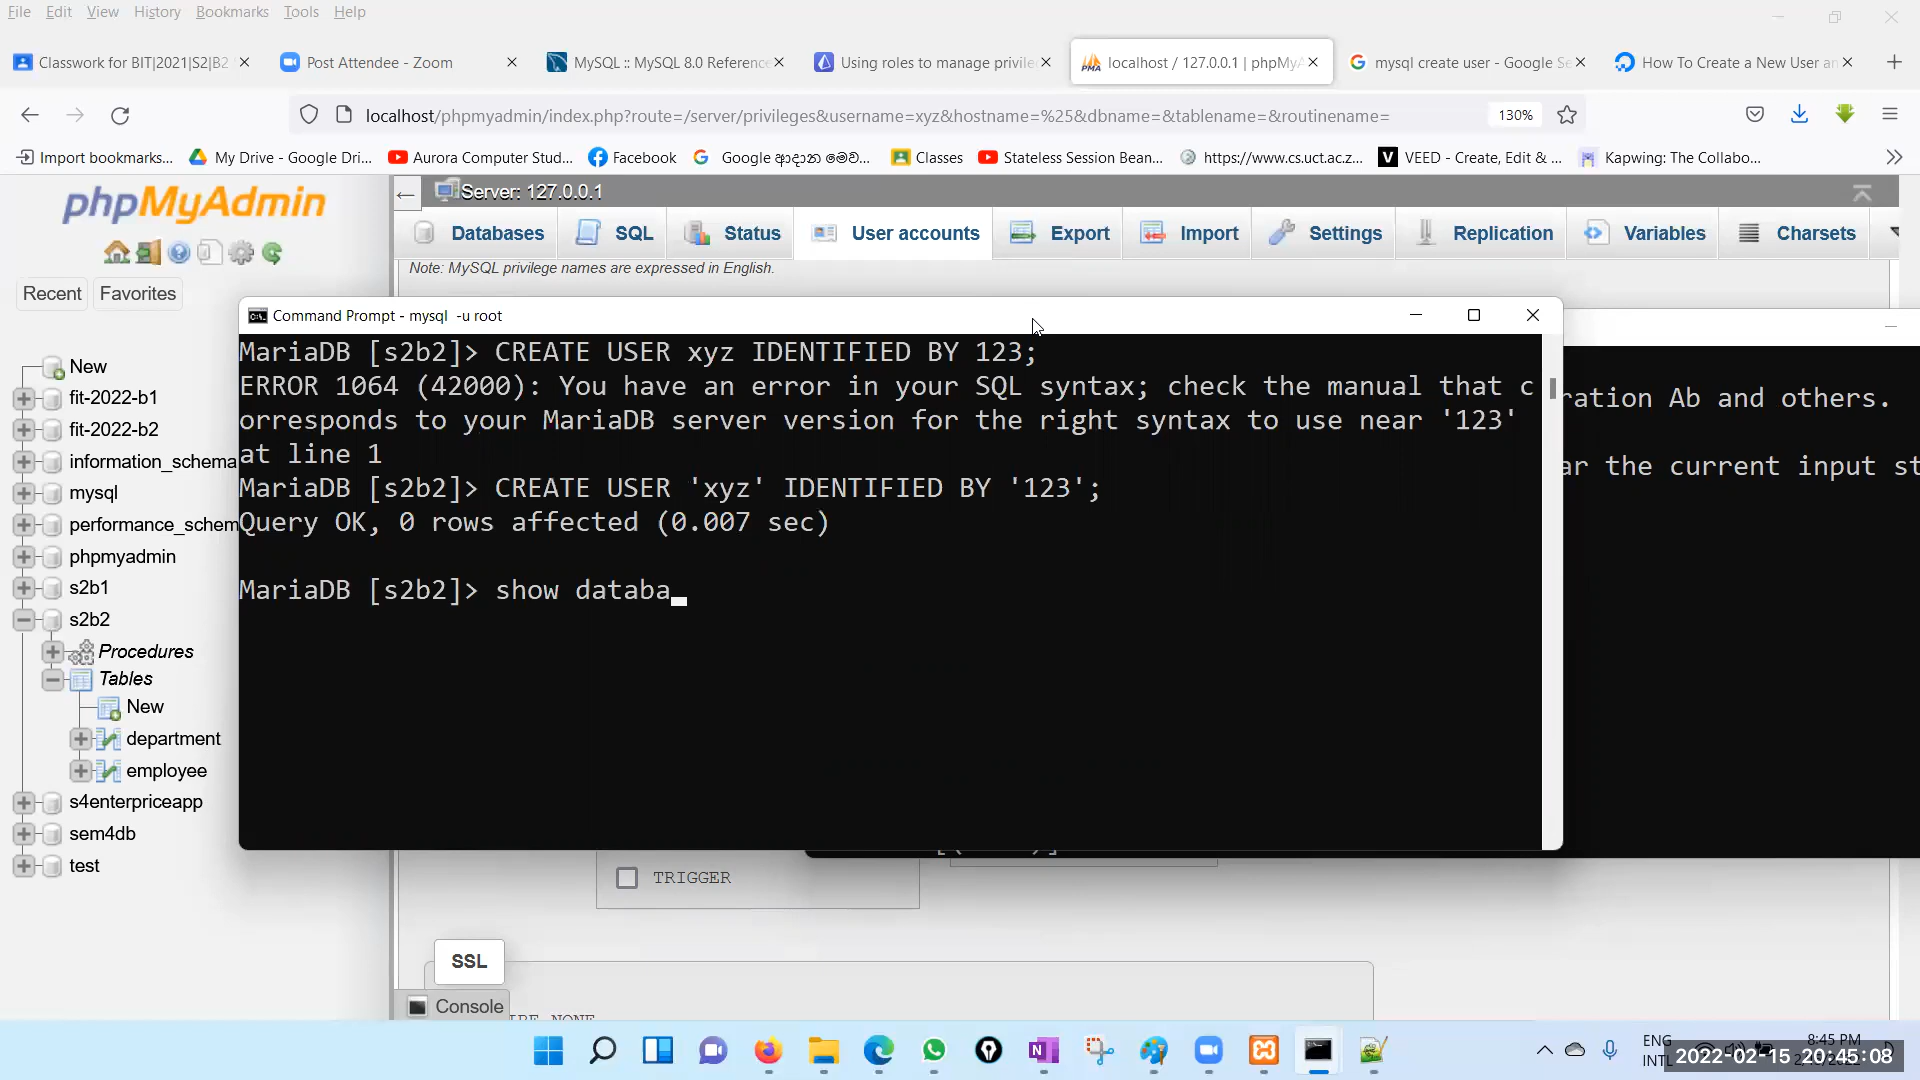 File Edit View History Bookmarks Tools Help
Classwork for BIT|2021|S2|B2
Post Attendee - Zoom
MySQL :: MySQL 8.0 Reference
Using roles to manage privile
localhost / 127.0.0.1 | phpMyA
mysql create user - Google Se
How To Create a New User an
localhost/phpmyadmin/index.php?route=/server/privileges&username=xyz&hostname=%25&dbname=&tablename=&routinename=
130%
Import bookmarks...
My Drive - Google Dri...
Aurora Computer Stud...
Facebook
Google ආදාන මෙව...
Classes
Stateless Session Bean...
https://www.cs.uct.ac.z...
VEED - Create, Edit & ...
Kapwing: The Collabo...
phpMyAdmin
Server: 127.0.0.1
Databases
SQL
Status
User accounts
Export
Import
Settings
Replication
Variables
Charsets
Note: MySQL privilege names are expressed in English.
Recent
Favorites
New
fit-2022-b1
fit-2022-b2
information_schema
mysql
performance_schem
phpmyadmin
s2b1
s2b2
Procedures
Tables
New
department
employee
s4enterpriceapp
sem4db
test
Command Prompt - mysql -u root
MariaDB [s2b2]> CREATE USER xyz IDENTIFIED BY 123;
ERROR 1064 (42000): You have an error in your SQL syntax; check the manual that c
orresponds to your MariaDB server version for the right syntax to use near '123'
at line 1
MariaDB [s2b2]> CREATE USER 'xyz' IDENTIFIED BY '123';
Query OK, 0 rows affected (0.007 sec)
MariaDB [s2b2]> show databa
ration Ab and others.
ar the current input st
TRIGGER
SSL
Console
ENG
INTL
8:45 PM
2022-02-15 20:45:08